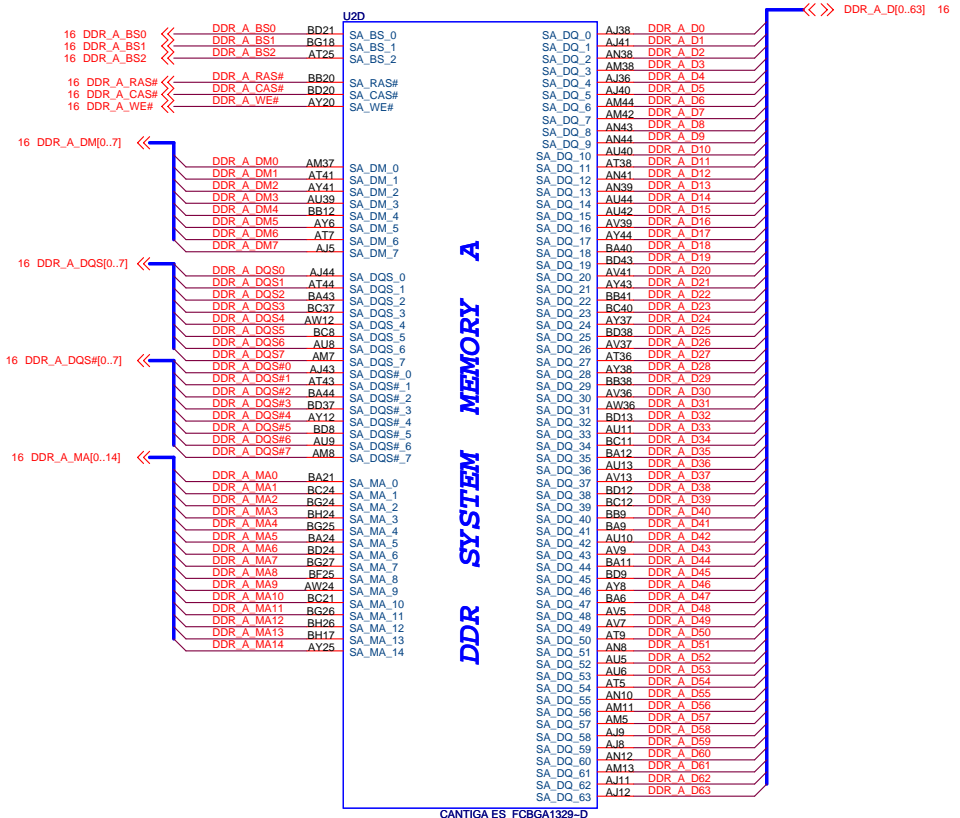 DDR_A_D[0..63] 16
U2D
16 DDR_A_BS0 DDR_A_BS0 BD21 SA_BS_0
16 DDR_A_BS1 DDR_A_BS1 BG18 SA_BS_1
16 DDR_A_BS2 DDR_A_BS2 AT25 SA_BS_2
16 DDR_A_RAS# DDR_A_RAS# BB20 SA_RAS#
16 DDR_A_CAS# DDR_A_CAS# BD20 SA_CAS#
16 DDR_A_WE# DDR_A_WE# AY20 SA_WE#
16 DDR_A_DM[0..7]
DDR_A_DM0 AM37 SA_DM_0
DDR_A_DM1 AT41 SA_DM_1
DDR_A_DM2 AY41 SA_DM_2
DDR_A_DM3 AU39 SA_DM_3
DDR_A_DM4 BB12 SA_DM_4
DDR_A_DM5 AY6 SA_DM_5
DDR_A_DM6 AT7 SA_DM_6
DDR_A_DM7 AJ5 SA_DM_7
16 DDR_A_DQS[0..7]
DDR_A_DQS0 AJ44 SA_DQS_0
DDR_A_DQS1 AT44 SA_DQS_1
DDR_A_DQS2 BA43 SA_DQS_2
DDR_A_DQS3 BC37 SA_DQS_3
DDR_A_DQS4 AW12 SA_DQS_4
DDR_A_DQS5 BC8 SA_DQS_5
DDR_A_DQS6 AU8 SA_DQS_6
DDR_A_DQS7 AM7 SA_DQS_7
16 DDR_A_DQS#[0..7]
DDR_A_DQS#0 AJ43 SA_DQS#_0
DDR_A_DQS#1 AT43 SA_DQS#_1
DDR_A_DQS#2 BA44 SA_DQS#_2
DDR_A_DQS#3 BD37 SA_DQS#_3
DDR_A_DQS#4 AY12 SA_DQS#_4
DDR_A_DQS#5 BD8 SA_DQS#_5
DDR_A_DQS#6 AU9 SA_DQS#_6
DDR_A_DQS#7 AM8 SA_DQS#_7
16 DDR_A_MA[0..14]
DDR_A_MA0 BA21 SA_MA_0
DDR_A_MA1 BC24 SA_MA_1
DDR_A_MA2 BG24 SA_MA_2
DDR_A_MA3 BH24 SA_MA_3
DDR_A_MA4 BG25 SA_MA_4
DDR_A_MA5 BA24 SA_MA_5
DDR_A_MA6 BD24 SA_MA_6
DDR_A_MA7 BG27 SA_MA_7
DDR_A_MA8 BF25 SA_MA_8
DDR_A_MA9 AW24 SA_MA_9
DDR_A_MA10 BC21 SA_MA_10
DDR_A_MA11 BG26 SA_MA_11
DDR_A_MA12 BH26 SA_MA_12
DDR_A_MA13 BH17 SA_MA_13
DDR_A_MA14 AY25 SA_MA_14
DDR SYSTEM MEMORY A
SA_DQ_0 AJ38 DDR_A_D0
SA_DQ_1 AJ41 DDR_A_D1
SA_DQ_2 AN38 DDR_A_D2
SA_DQ_3 AM38 DDR_A_D3
SA_DQ_4 AJ36 DDR_A_D4
SA_DQ_5 AJ40 DDR_A_D5
SA_DQ_6 AM44 DDR_A_D6
SA_DQ_7 AM42 DDR_A_D7
SA_DQ_8 AN43 DDR_A_D8
SA_DQ_9 AN44 DDR_A_D9
SA_DQ_10 AU40 DDR_A_D10
SA_DQ_11 AT38 DDR_A_D11
SA_DQ_12 AN41 DDR_A_D12
SA_DQ_13 AN39 DDR_A_D13
SA_DQ_14 AU44 DDR_A_D14
SA_DQ_15 AU42 DDR_A_D15
SA_DQ_16 AV39 DDR_A_D16
SA_DQ_17 AY44 DDR_A_D17
SA_DQ_18 BA40 DDR_A_D18
SA_DQ_19 BD43 DDR_A_D19
SA_DQ_20 AV41 DDR_A_D20
SA_DQ_21 AY43 DDR_A_D21
SA_DQ_22 BB41 DDR_A_D22
SA_DQ_23 BC40 DDR_A_D23
SA_DQ_24 AY37 DDR_A_D24
SA_DQ_25 BD38 DDR_A_D25
SA_DQ_26 AV37 DDR_A_D26
SA_DQ_27 AT36 DDR_A_D27
SA_DQ_28 AY38 DDR_A_D28
SA_DQ_29 BB38 DDR_A_D29
SA_DQ_30 AV36 DDR_A_D30
SA_DQ_31 AW36 DDR_A_D31
SA_DQ_32 BD13 DDR_A_D32
SA_DQ_33 AU11 DDR_A_D33
SA_DQ_34 BC11 DDR_A_D34
SA_DQ_35 BA12 DDR_A_D35
SA_DQ_36 AU13 DDR_A_D36
SA_DQ_37 AV13 DDR_A_D37
SA_DQ_38 BD12 DDR_A_D38
SA_DQ_39 BC12 DDR_A_D39
SA_DQ_40 BB9 DDR_A_D40
SA_DQ_41 BA9 DDR_A_D41
SA_DQ_42 AU10 DDR_A_D42
SA_DQ_43 AV9 DDR_A_D43
SA_DQ_44 BA11 DDR_A_D44
SA_DQ_45 BD9 DDR_A_D45
SA_DQ_46 AY8 DDR_A_D46
SA_DQ_47 BA6 DDR_A_D47
SA_DQ_48 AV5 DDR_A_D48
SA_DQ_49 AV7 DDR_A_D49
SA_DQ_50 AT9 DDR_A_D50
SA_DQ_51 AN8 DDR_A_D51
SA_DQ_52 AU5 DDR_A_D52
SA_DQ_53 AU6 DDR_A_D53
SA_DQ_54 AT5 DDR_A_D54
SA_DQ_55 AN10 DDR_A_D55
SA_DQ_56 AM11 DDR_A_D56
SA_DQ_57 AM5 DDR_A_D57
SA_DQ_58 AJ9 DDR_A_D58
SA_DQ_59 AJ8 DDR_A_D59
SA_DQ_60 AN12 DDR_A_D60
SA_DQ_61 AM13 DDR_A_D61
SA_DQ_62 AJ11 DDR_A_D62
SA_DQ_63 AJ12 DDR_A_D63
CANTIGA ES_FCBGA1329~D